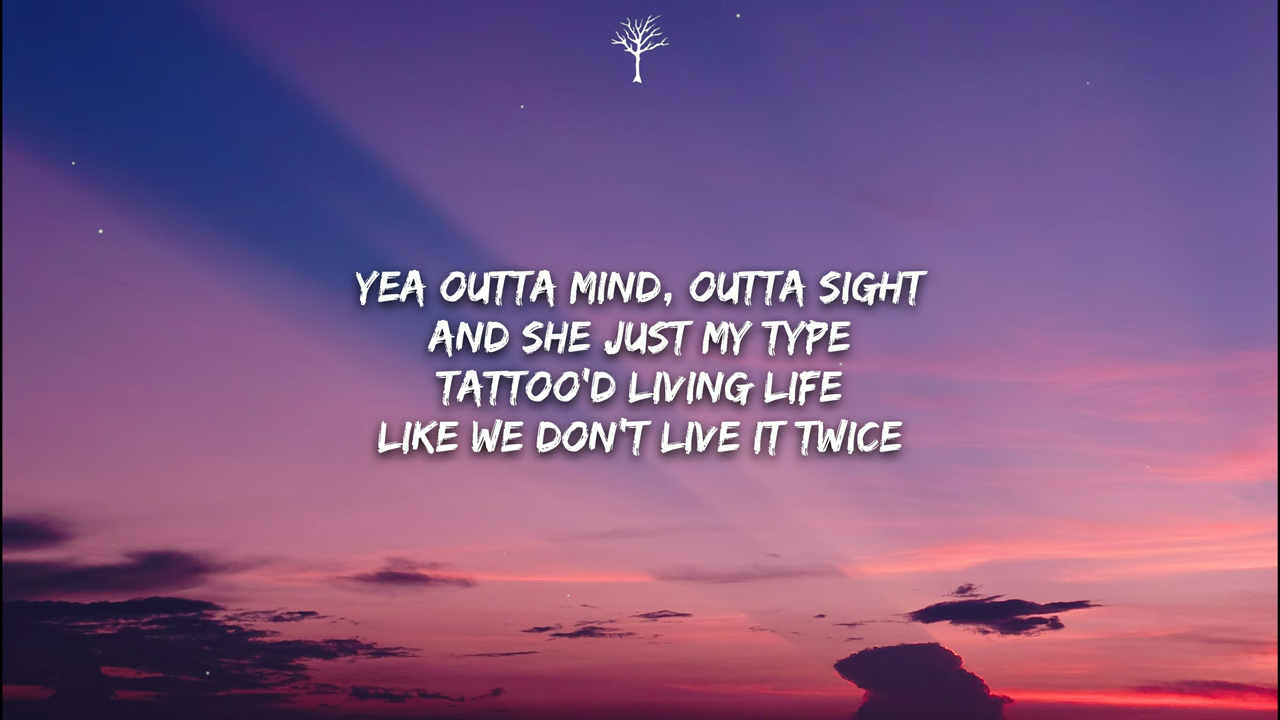 YEA OUTTA MIND, OUTTA SIGHT
AND SHE JUST MY TYPE
TATTOO'D LIVING LIFE
LIKE WE DON'T LIVE IT TWICE